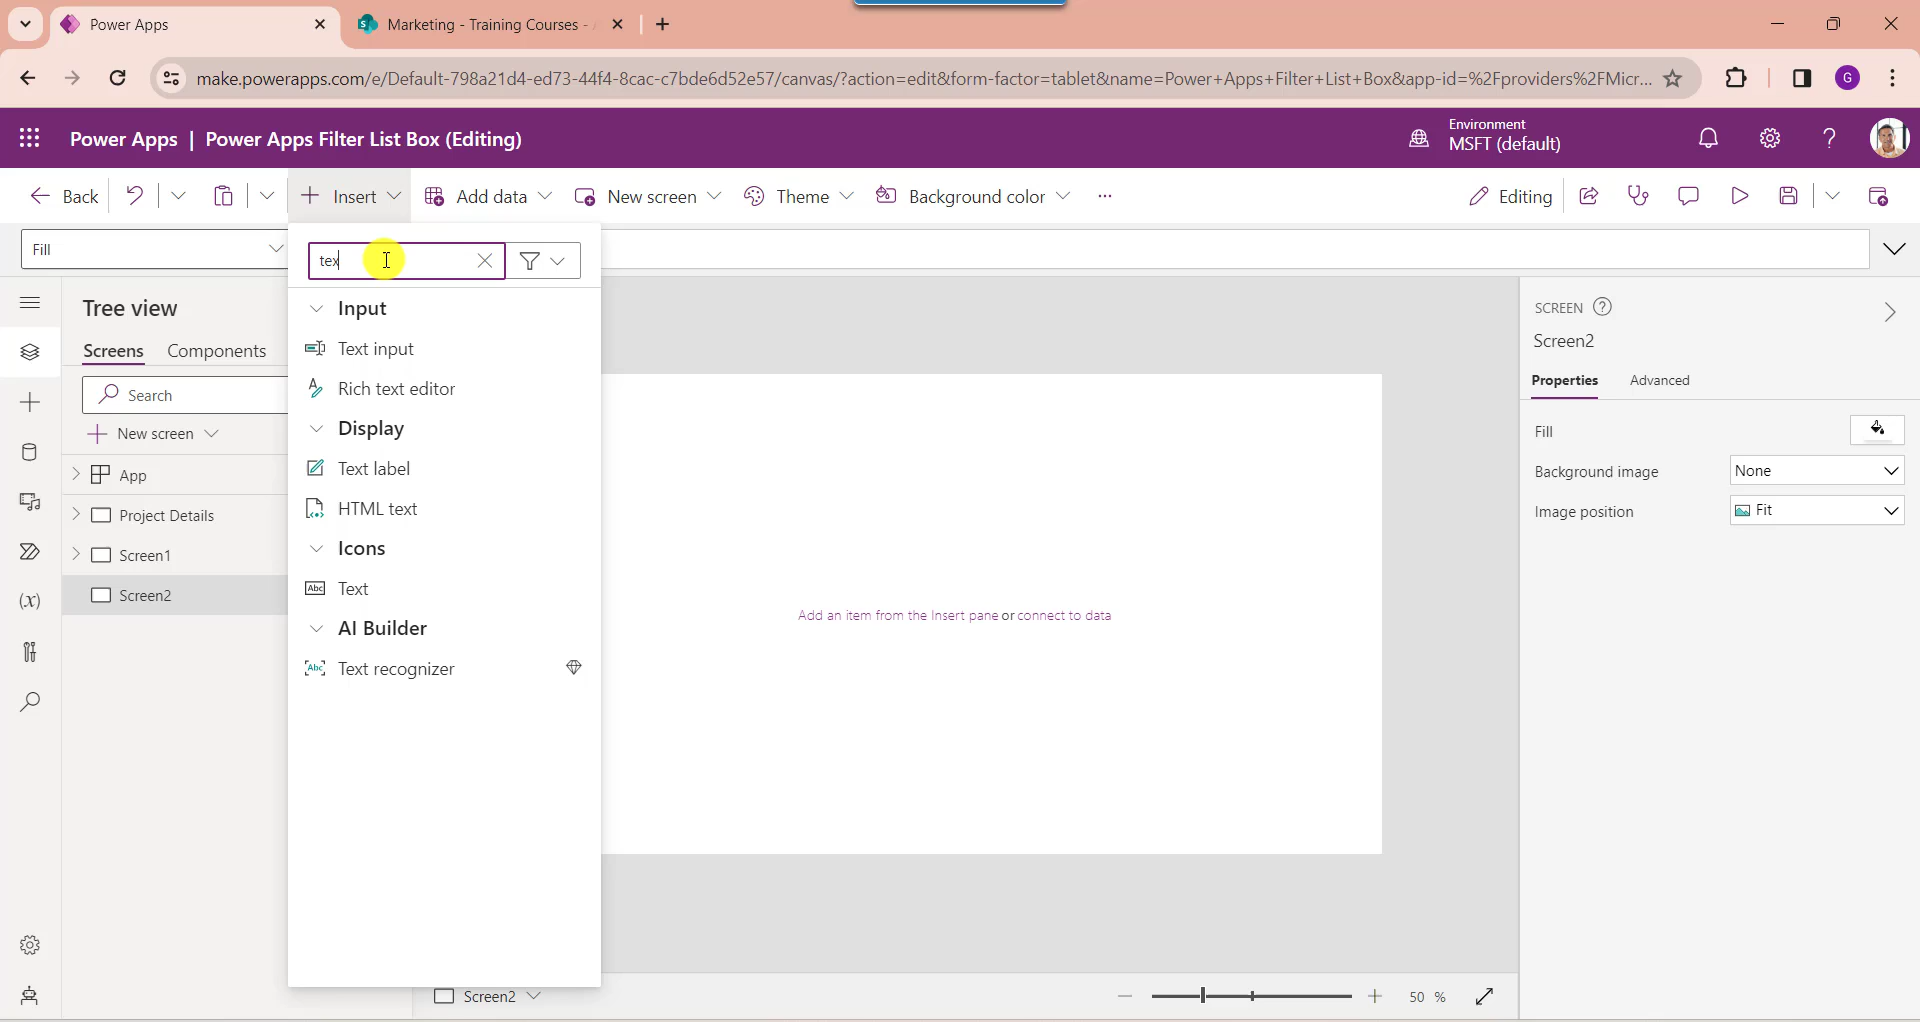 Power Apps
Marketing - Training Courses -
make.powerapps.com/e/Default-798a21d4-ed73-44f4-8cac-c7bde6d52e57/canvas/?action=edit&form-factor=tablet&name=Power+Apps+Filter+List+Box&app-id=%2Fproviders%2FMicr...
G
Power Apps | Power Apps Filter List Box (Editing)
Environment
MSFT (default)
Back
Insert
Add data
New screen
Theme
Background color
...
Editing
Fill
tex
Input
Text input
Rich text editor
Display
Text label
HTML text
Icons
Abc Text
AI Builder
Abc Text recognizer
Tree view
Screens
Components
Search
New screen
App
Project Details
Screen1
Screen2
(x)
Add an item from the Insert pane or connect to data
SCREEN
Screen2
Properties
Advanced
Fill
Background image
None
Image position
Fit
Screen2
50 %